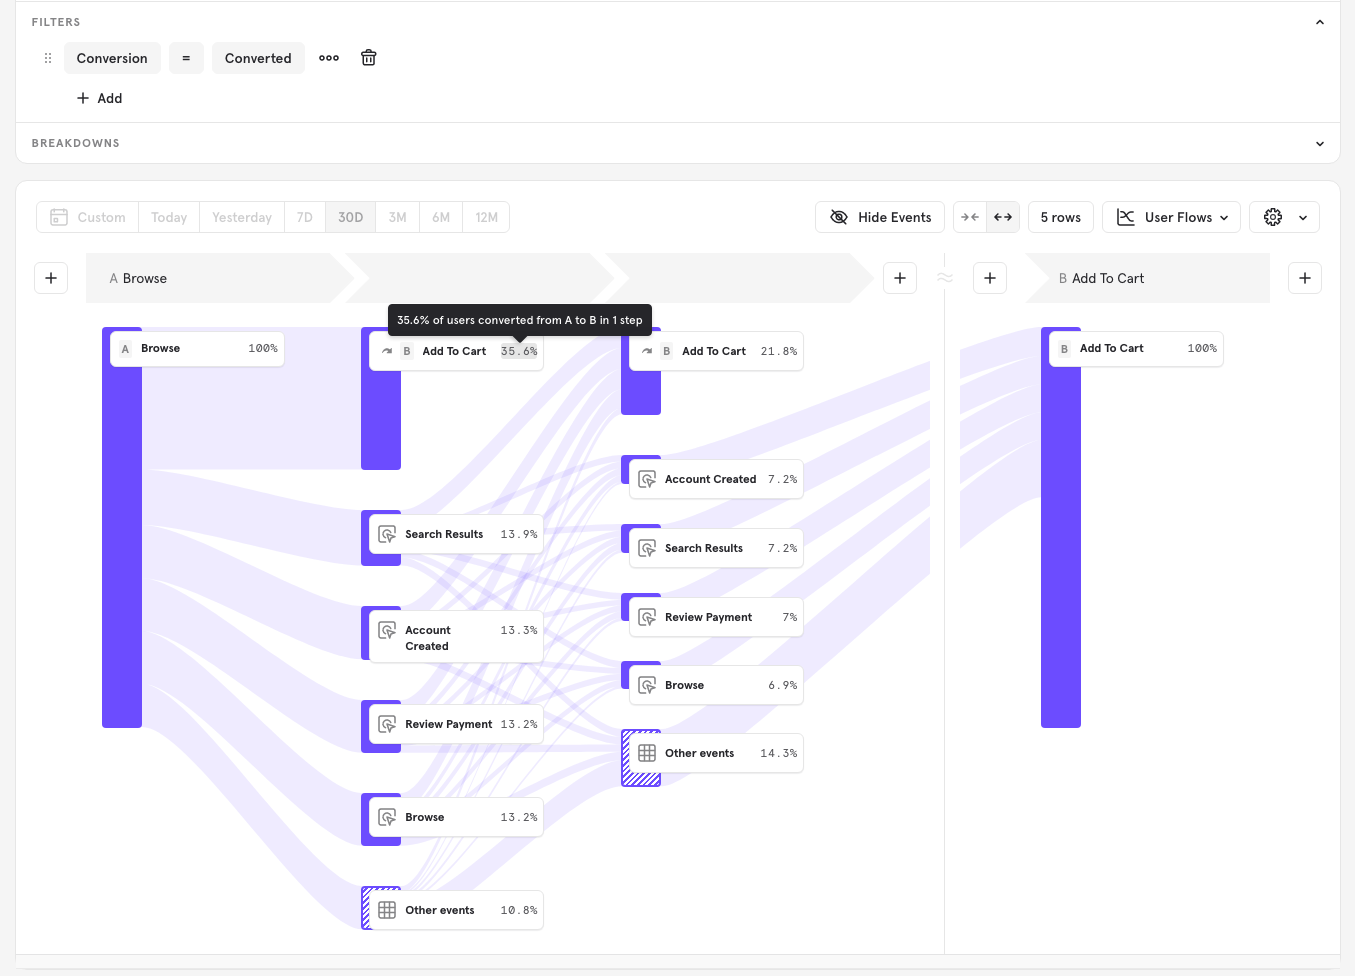 FILTERS
Conversion = Converted
Add
BREAKDOWNS
Custom Today Yesterday 7D 30D 3M 6M 12M
Hide Events 5 rows User Flows
A Browse
B Add To Cart
35.6% of users converted from A to B in 1 step
A Browse 100%
B Add To Cart 35.6%
B Add To Cart 21.8%
B Add To Cart 100%
Account Created 7.2%
Search Results 13.9%
Search Results 7.2%
Account
Created
13.3%
Review Payment 7%
Browse 6.9%
Review Payment 13.2%
Other events 14.3%
Browse 13.2%
Other events 10.8%